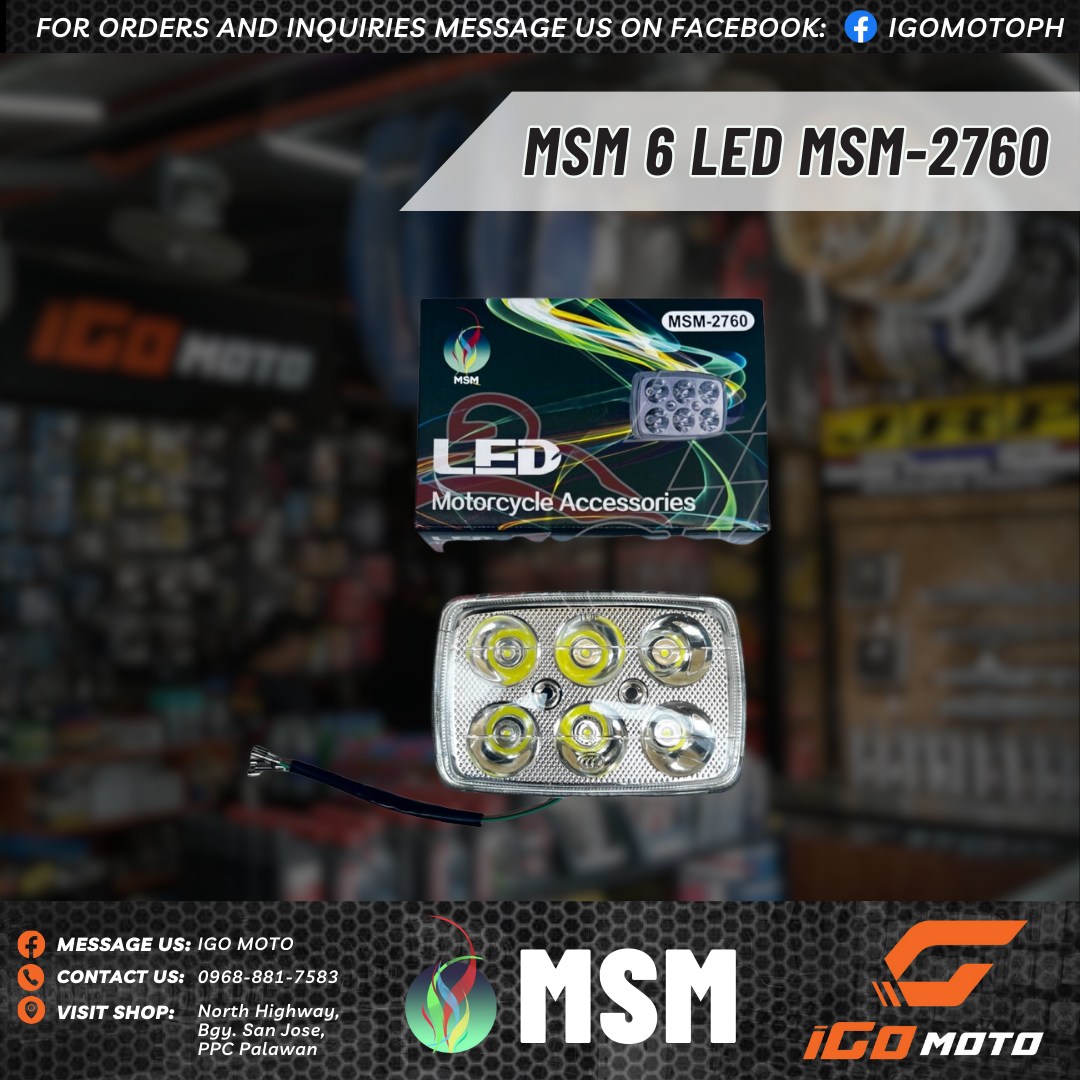 FOR ORDERS AND INQUIRIES MESSAGE US ON FACEBOOK: IGOMOTOPH
MSM 6 LED MSM-2760
iGO MOTO
MSM-2760
MSM
LED
Motorcycle Accessories
JRP
MESSAGE US: IGO MOTO
CONTACT US: 0968-881-7583
VISIT SHOP: North Highway,
Bgy. San Jose,
PPC Palawan
MSM
iGO MOTO